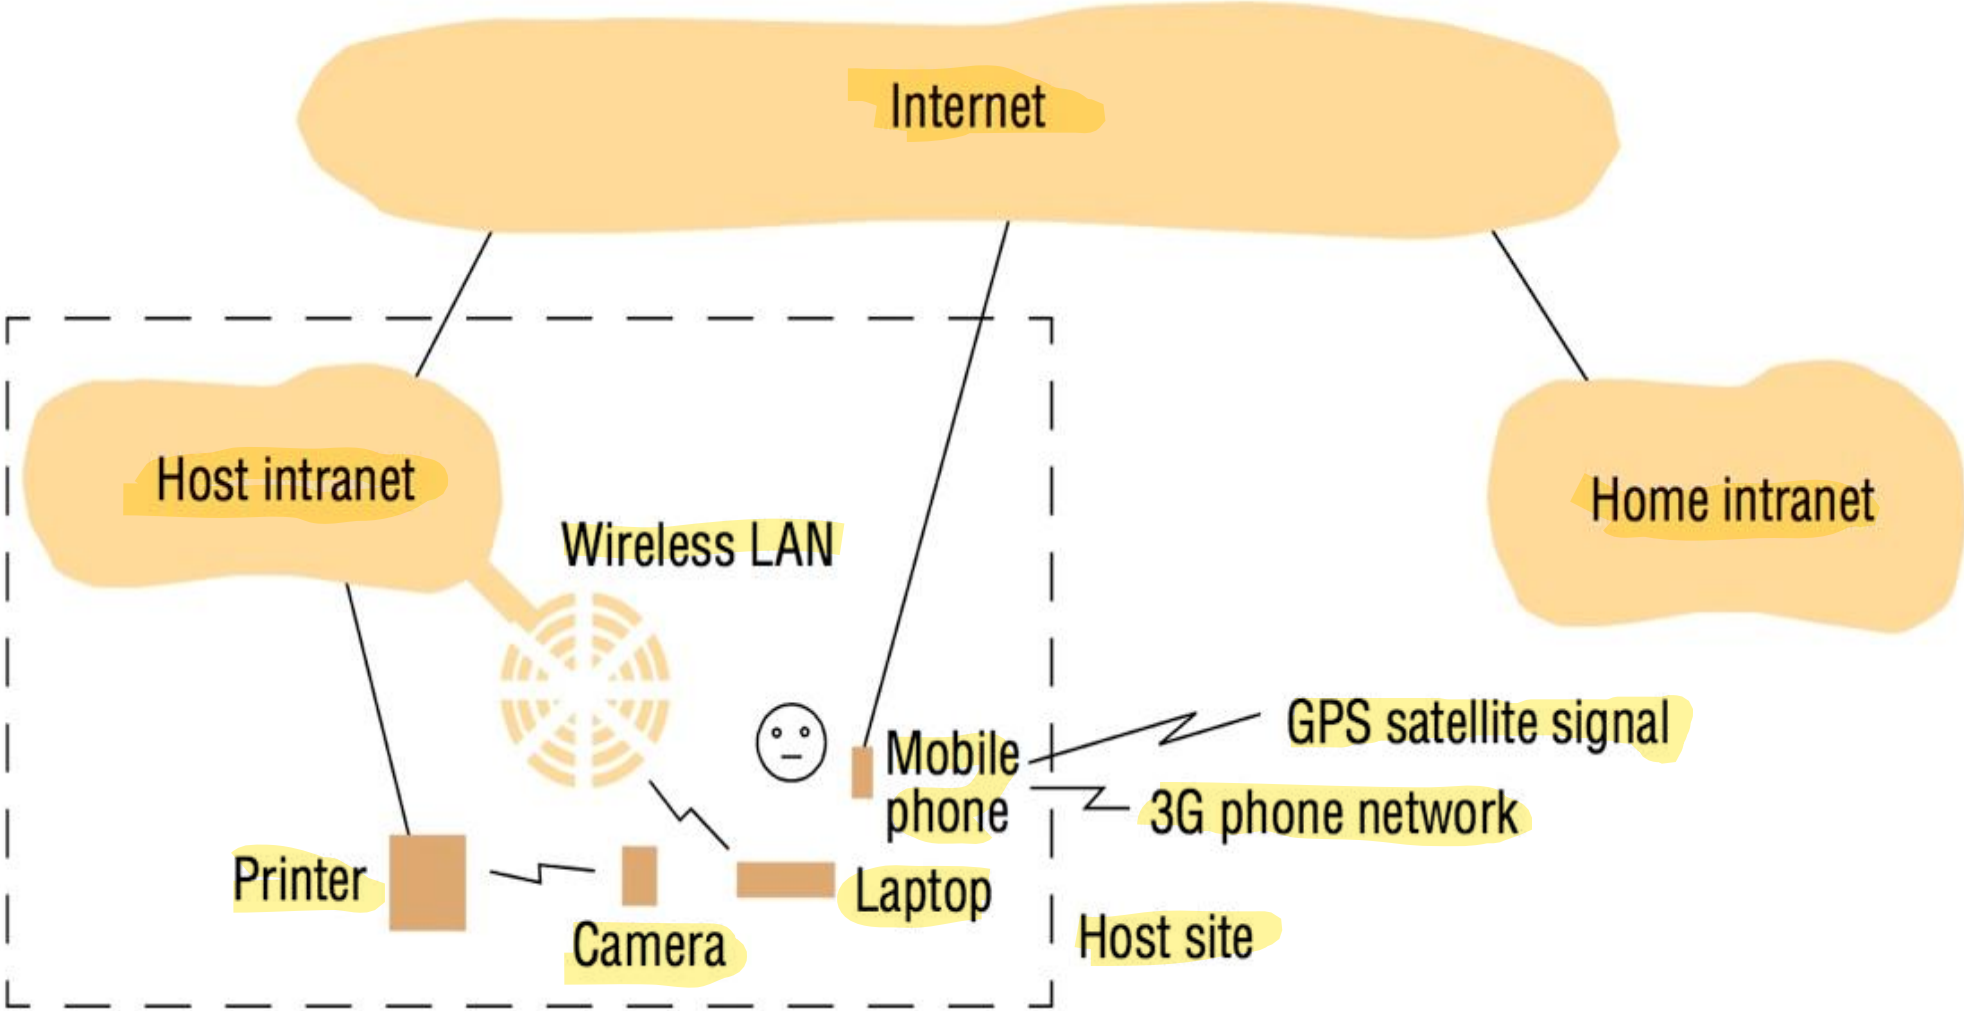 Internet
Host intranet
Wireless LAN
Home intranet
Mobile
phone
GPS satellite signal
3G phone network
Printer
Camera
Laptop
Host site